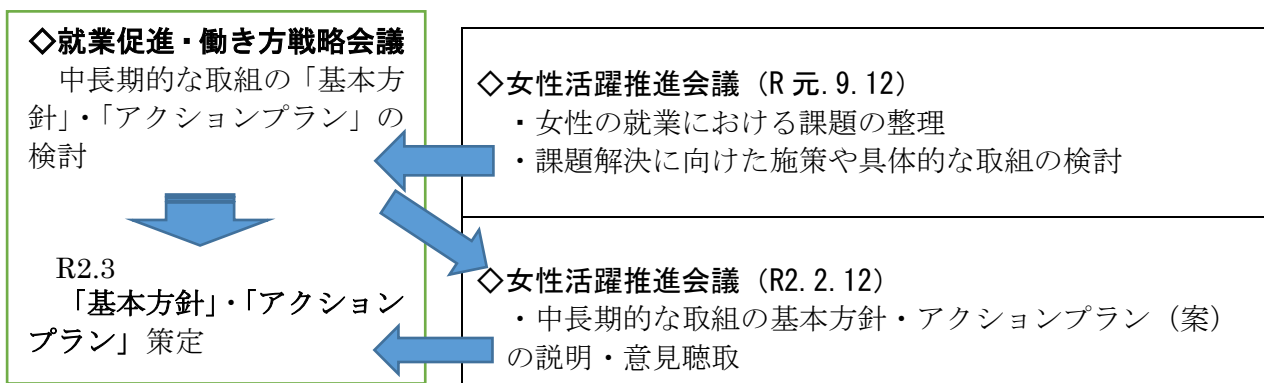 ◇就業促進・働き方戦略会議
中長期的な取組の「基本方
針」・「アクションプラン」の
検討
R2.3
「基本方針」・「アクション
プラン」策定
◇女性活躍推進会議（R元.9.12）
・女性の就業における課題の整理
・課題解決に向けた施策や具体的な取組の検討
◇女性活躍推進会議（R2.2.12）
・中長期的な取組の基本方針・アクションプラン（案）
の説明・意見聴取